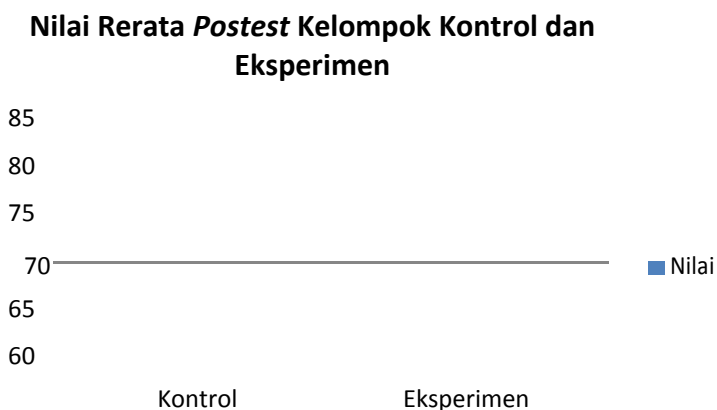 Nilai Rerata Postest Kelompok Kontrol dan
Eksperimen
85
80
75
70
65
60
Nilai
Kontrol
Eksperimen